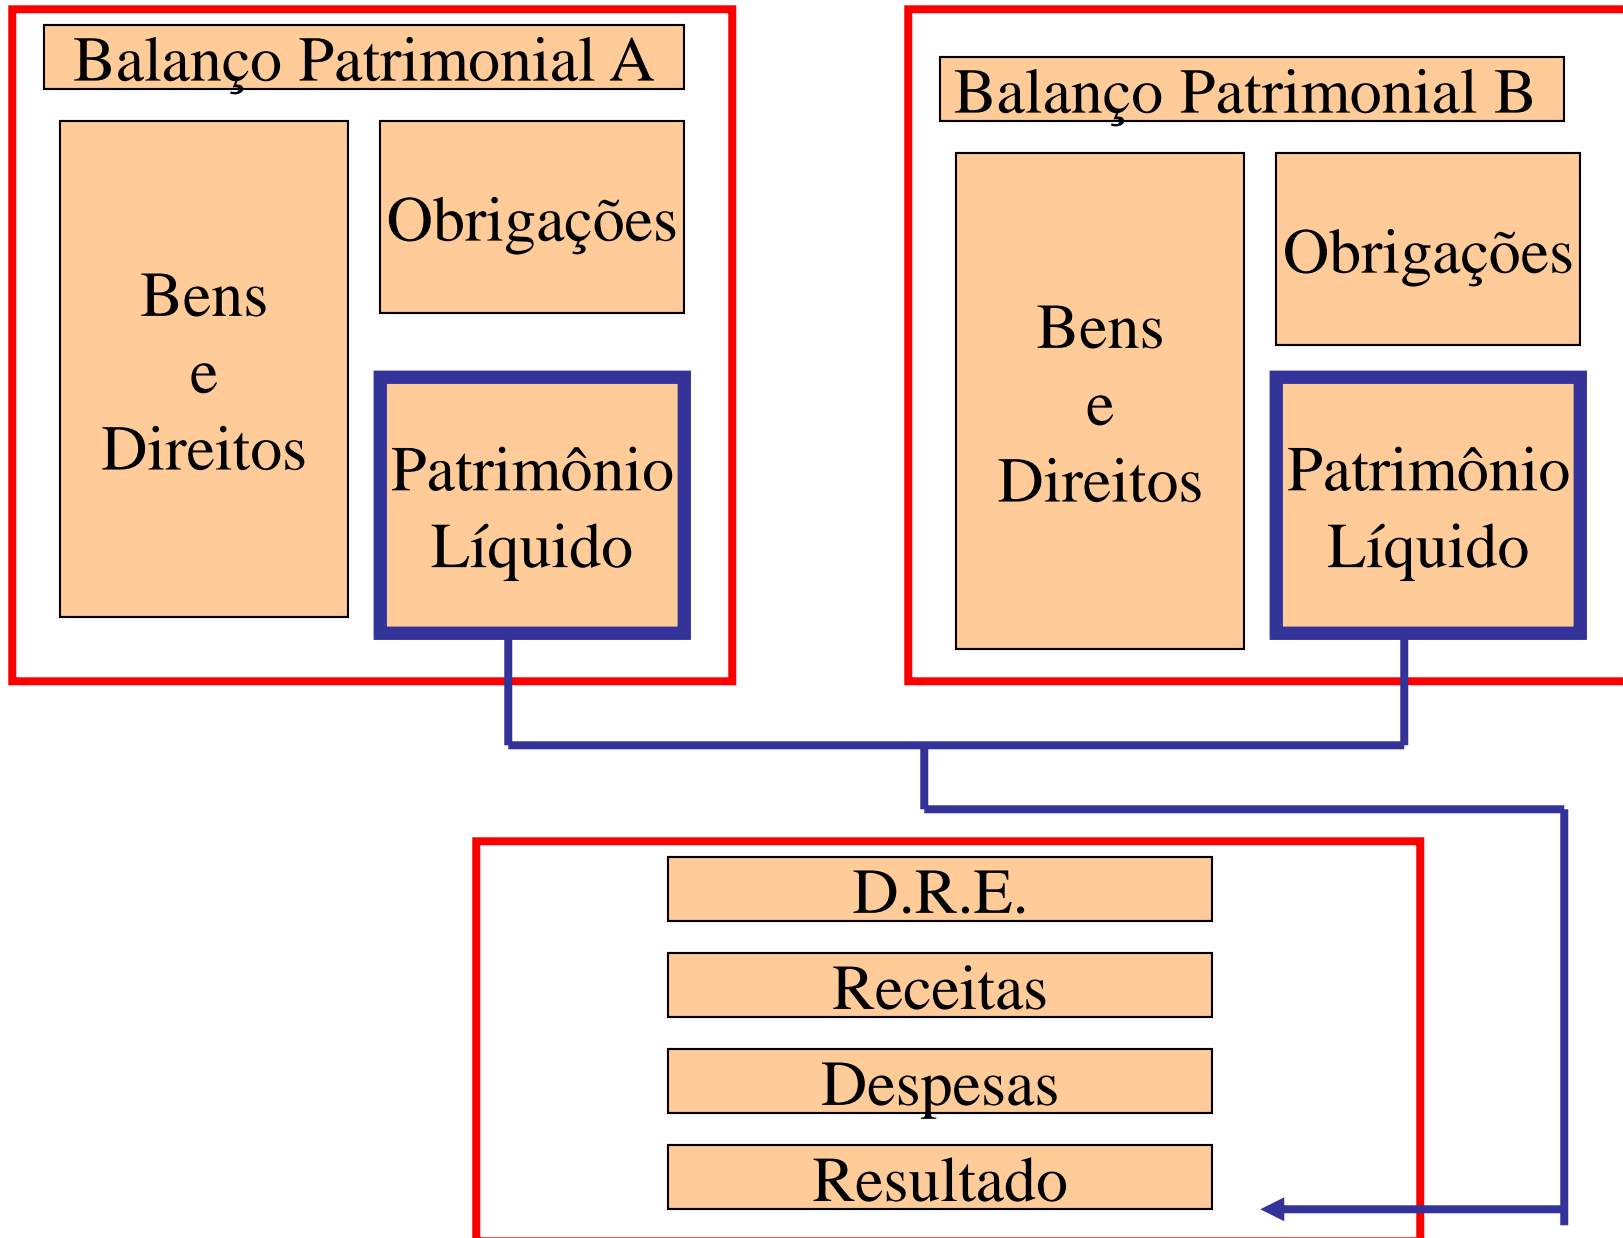 Balanço Patrimonial A
Bens
e
Direitos
Obrigações
Patrimônio
Líquido
Balanço Patrimonial B
Bens
e
Direitos
Obrigações
Patrimônio
Líquido
D.R.E.
Receitas
Despesas
Resultado